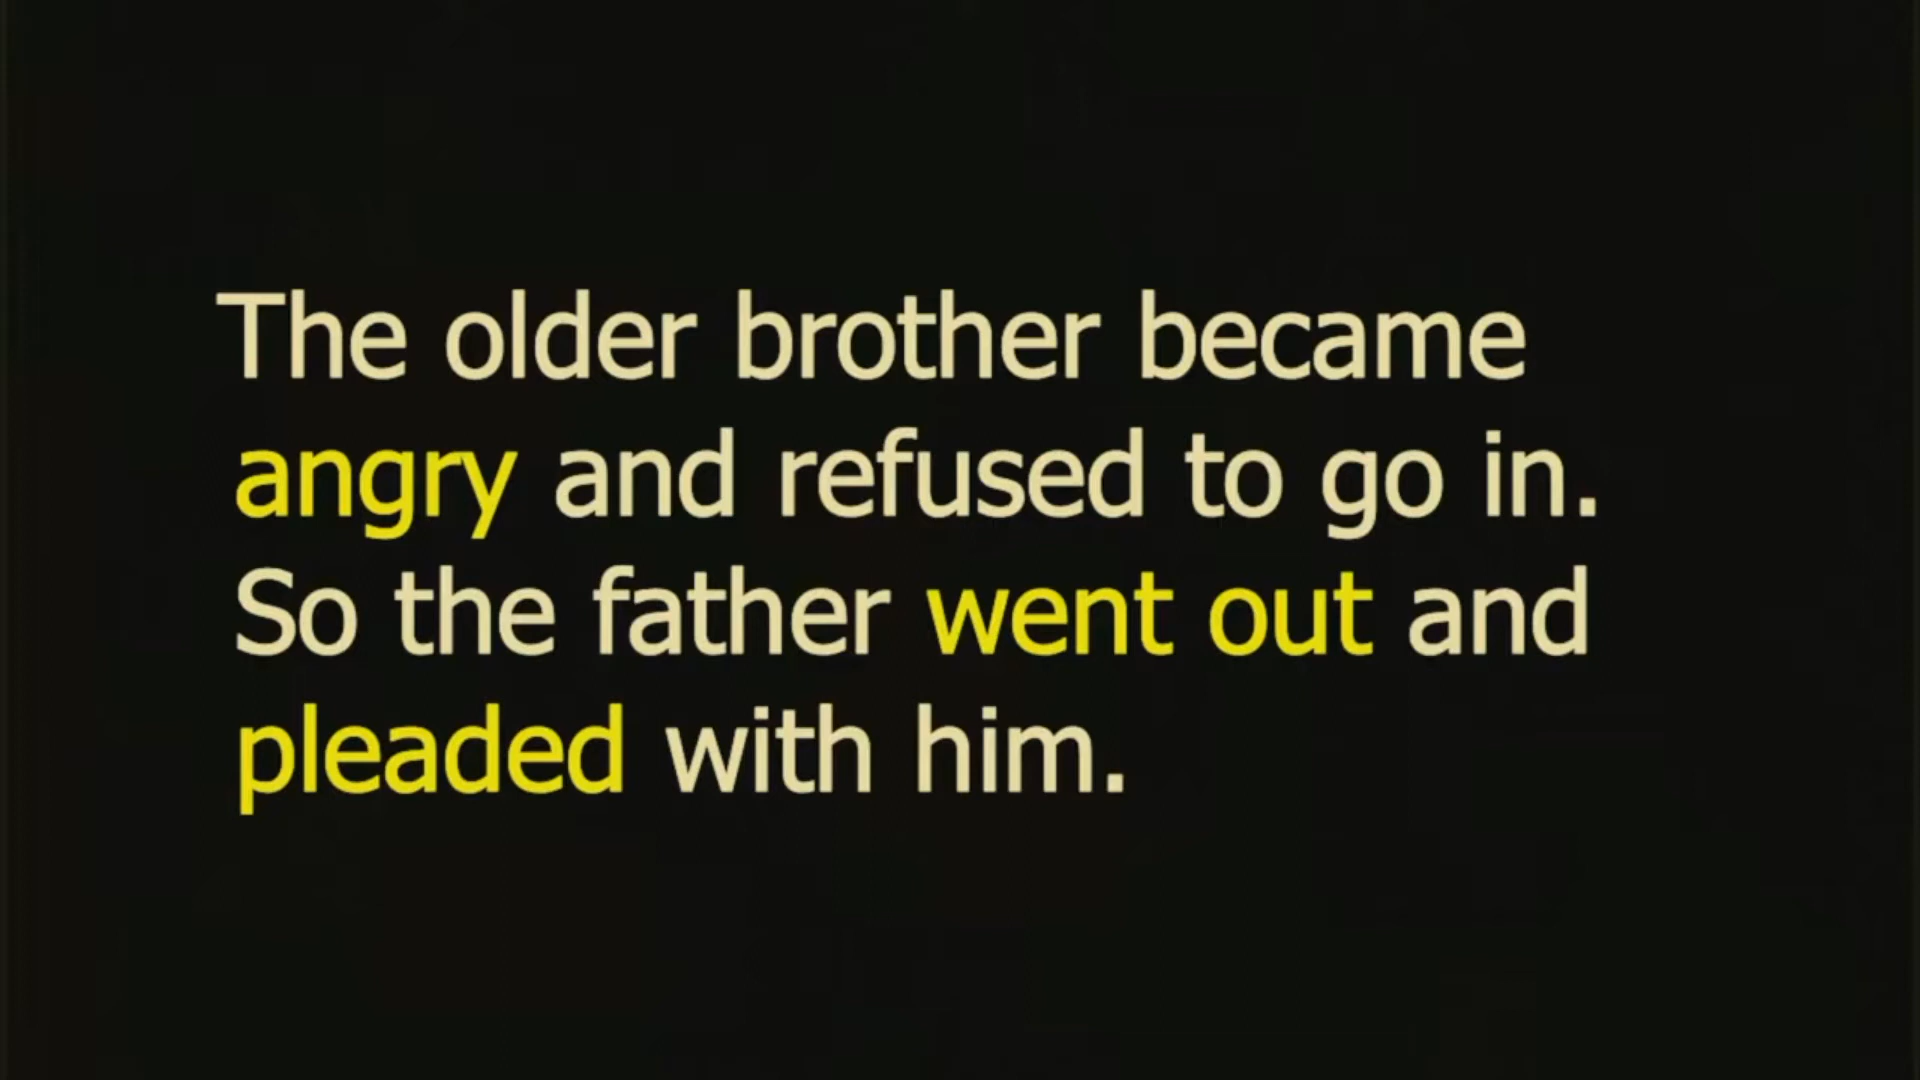 The older brother became
angry and refused to go in.
So the father went out and
pleaded with him.